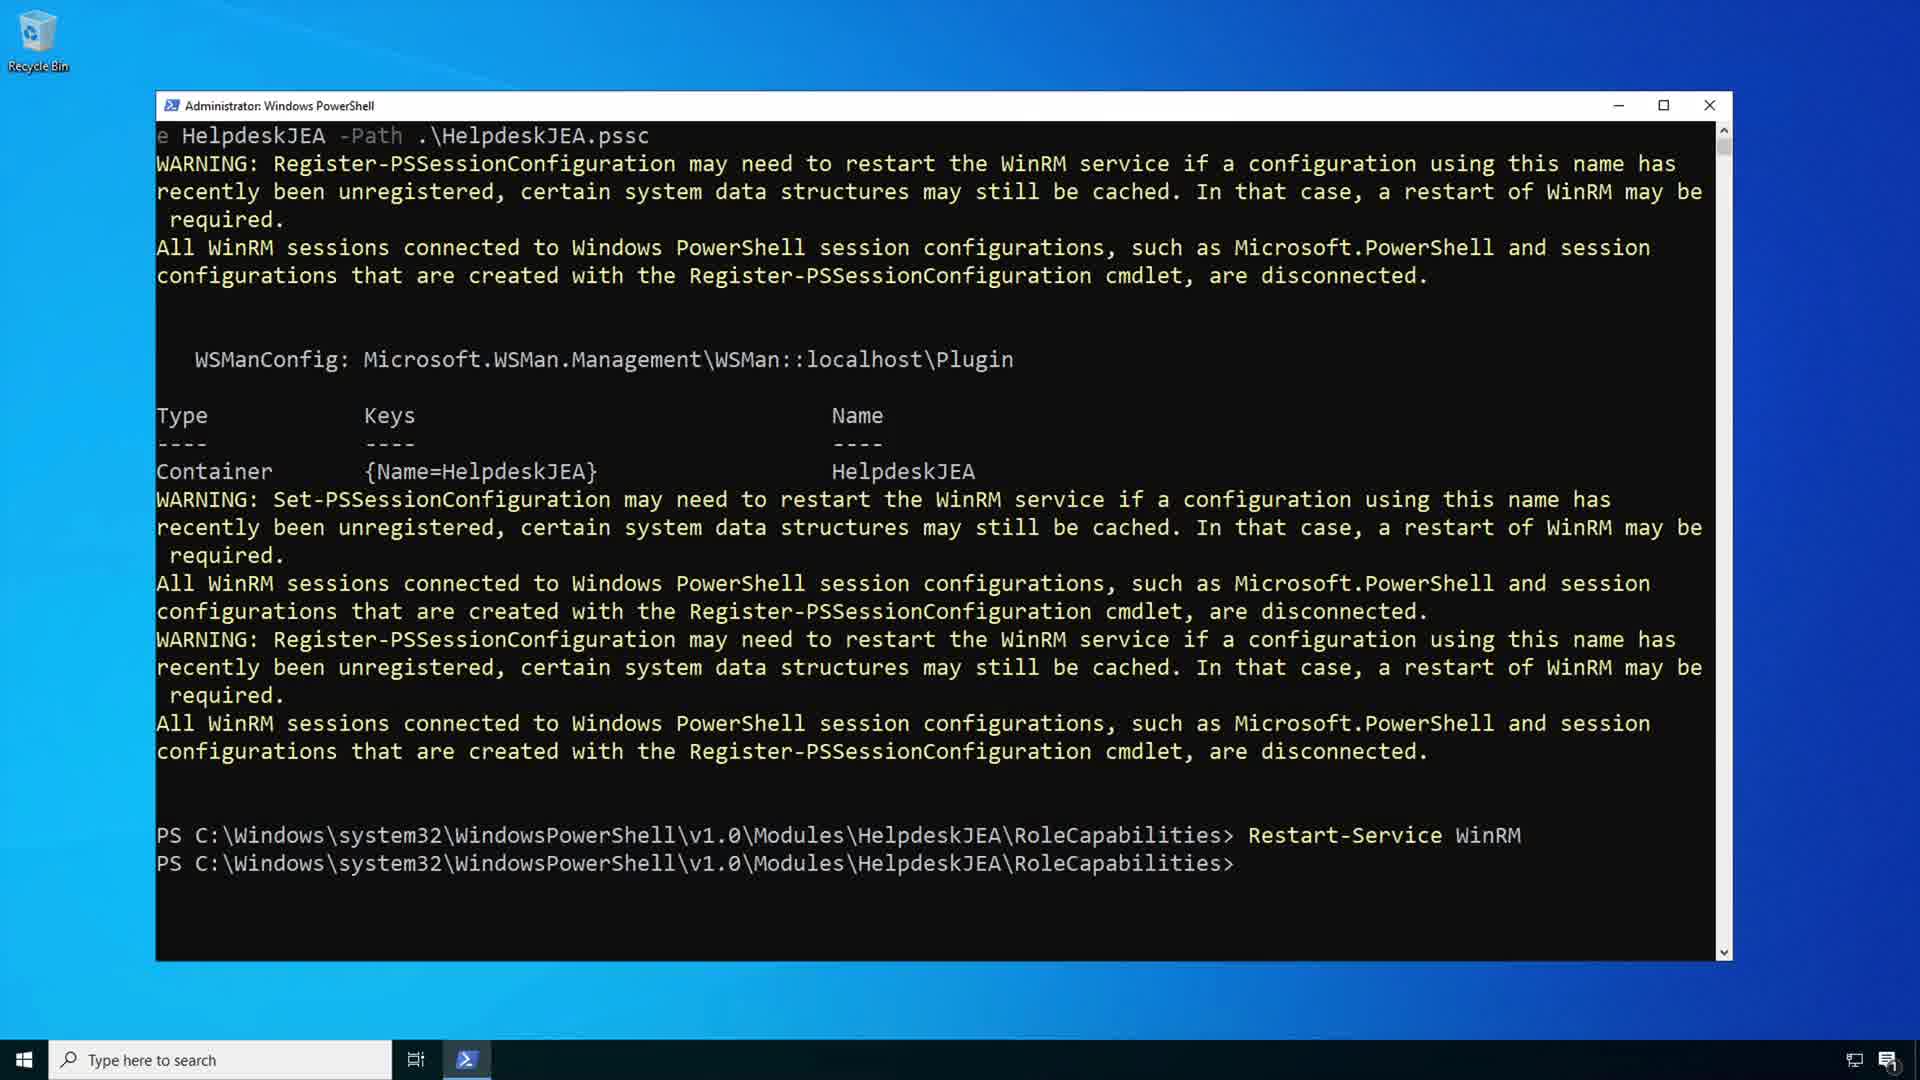 Recycle Bin
Administrator: Windows PowerShell
e HelpdeskJEA -Path .\HelpdeskJEA.pssc
WARNING: Register-PSSessionConfiguration may need to restart the WinRM service if a configuration using this name has
recently been unregistered, certain system data structures may still be cached. In that case, a restart of WinRM may be
 required.
All WinRM sessions connected to Windows PowerShell session configurations, such as Microsoft.PowerShell and session
configurations that are created with the Register-PSSessionConfiguration cmdlet, are disconnected.
   WSManConfig: Microsoft.WSMan.Management\WSMan::localhost\Plugin
Type            Keys                                Name
----            ----                                ----
Container       {Name=HelpdeskJEA}                  HelpdeskJEA
WARNING: Set-PSSessionConfiguration may need to restart the WinRM service if a configuration using this name has
recently been unregistered, certain system data structures may still be cached. In that case, a restart of WinRM may be
 required.
All WinRM sessions connected to Windows PowerShell session configurations, such as Microsoft.PowerShell and session
configurations that are created with the Register-PSSessionConfiguration cmdlet, are disconnected.
WARNING: Register-PSSessionConfiguration may need to restart the WinRM service if a configuration using this name has
recently been unregistered, certain system data structures may still be cached. In that case, a restart of WinRM may be
 required.
All WinRM sessions connected to Windows PowerShell session configurations, such as Microsoft.PowerShell and session
configurations that are created with the Register-PSSessionConfiguration cmdlet, are disconnected.
PS C:\Windows\system32\WindowsPowerShell\v1.0\Modules\HelpdeskJEA\RoleCapabilities> Restart-Service WinRM
PS C:\Windows\system32\WindowsPowerShell\v1.0\Modules\HelpdeskJEA\RoleCapabilities>
Type here to search
1